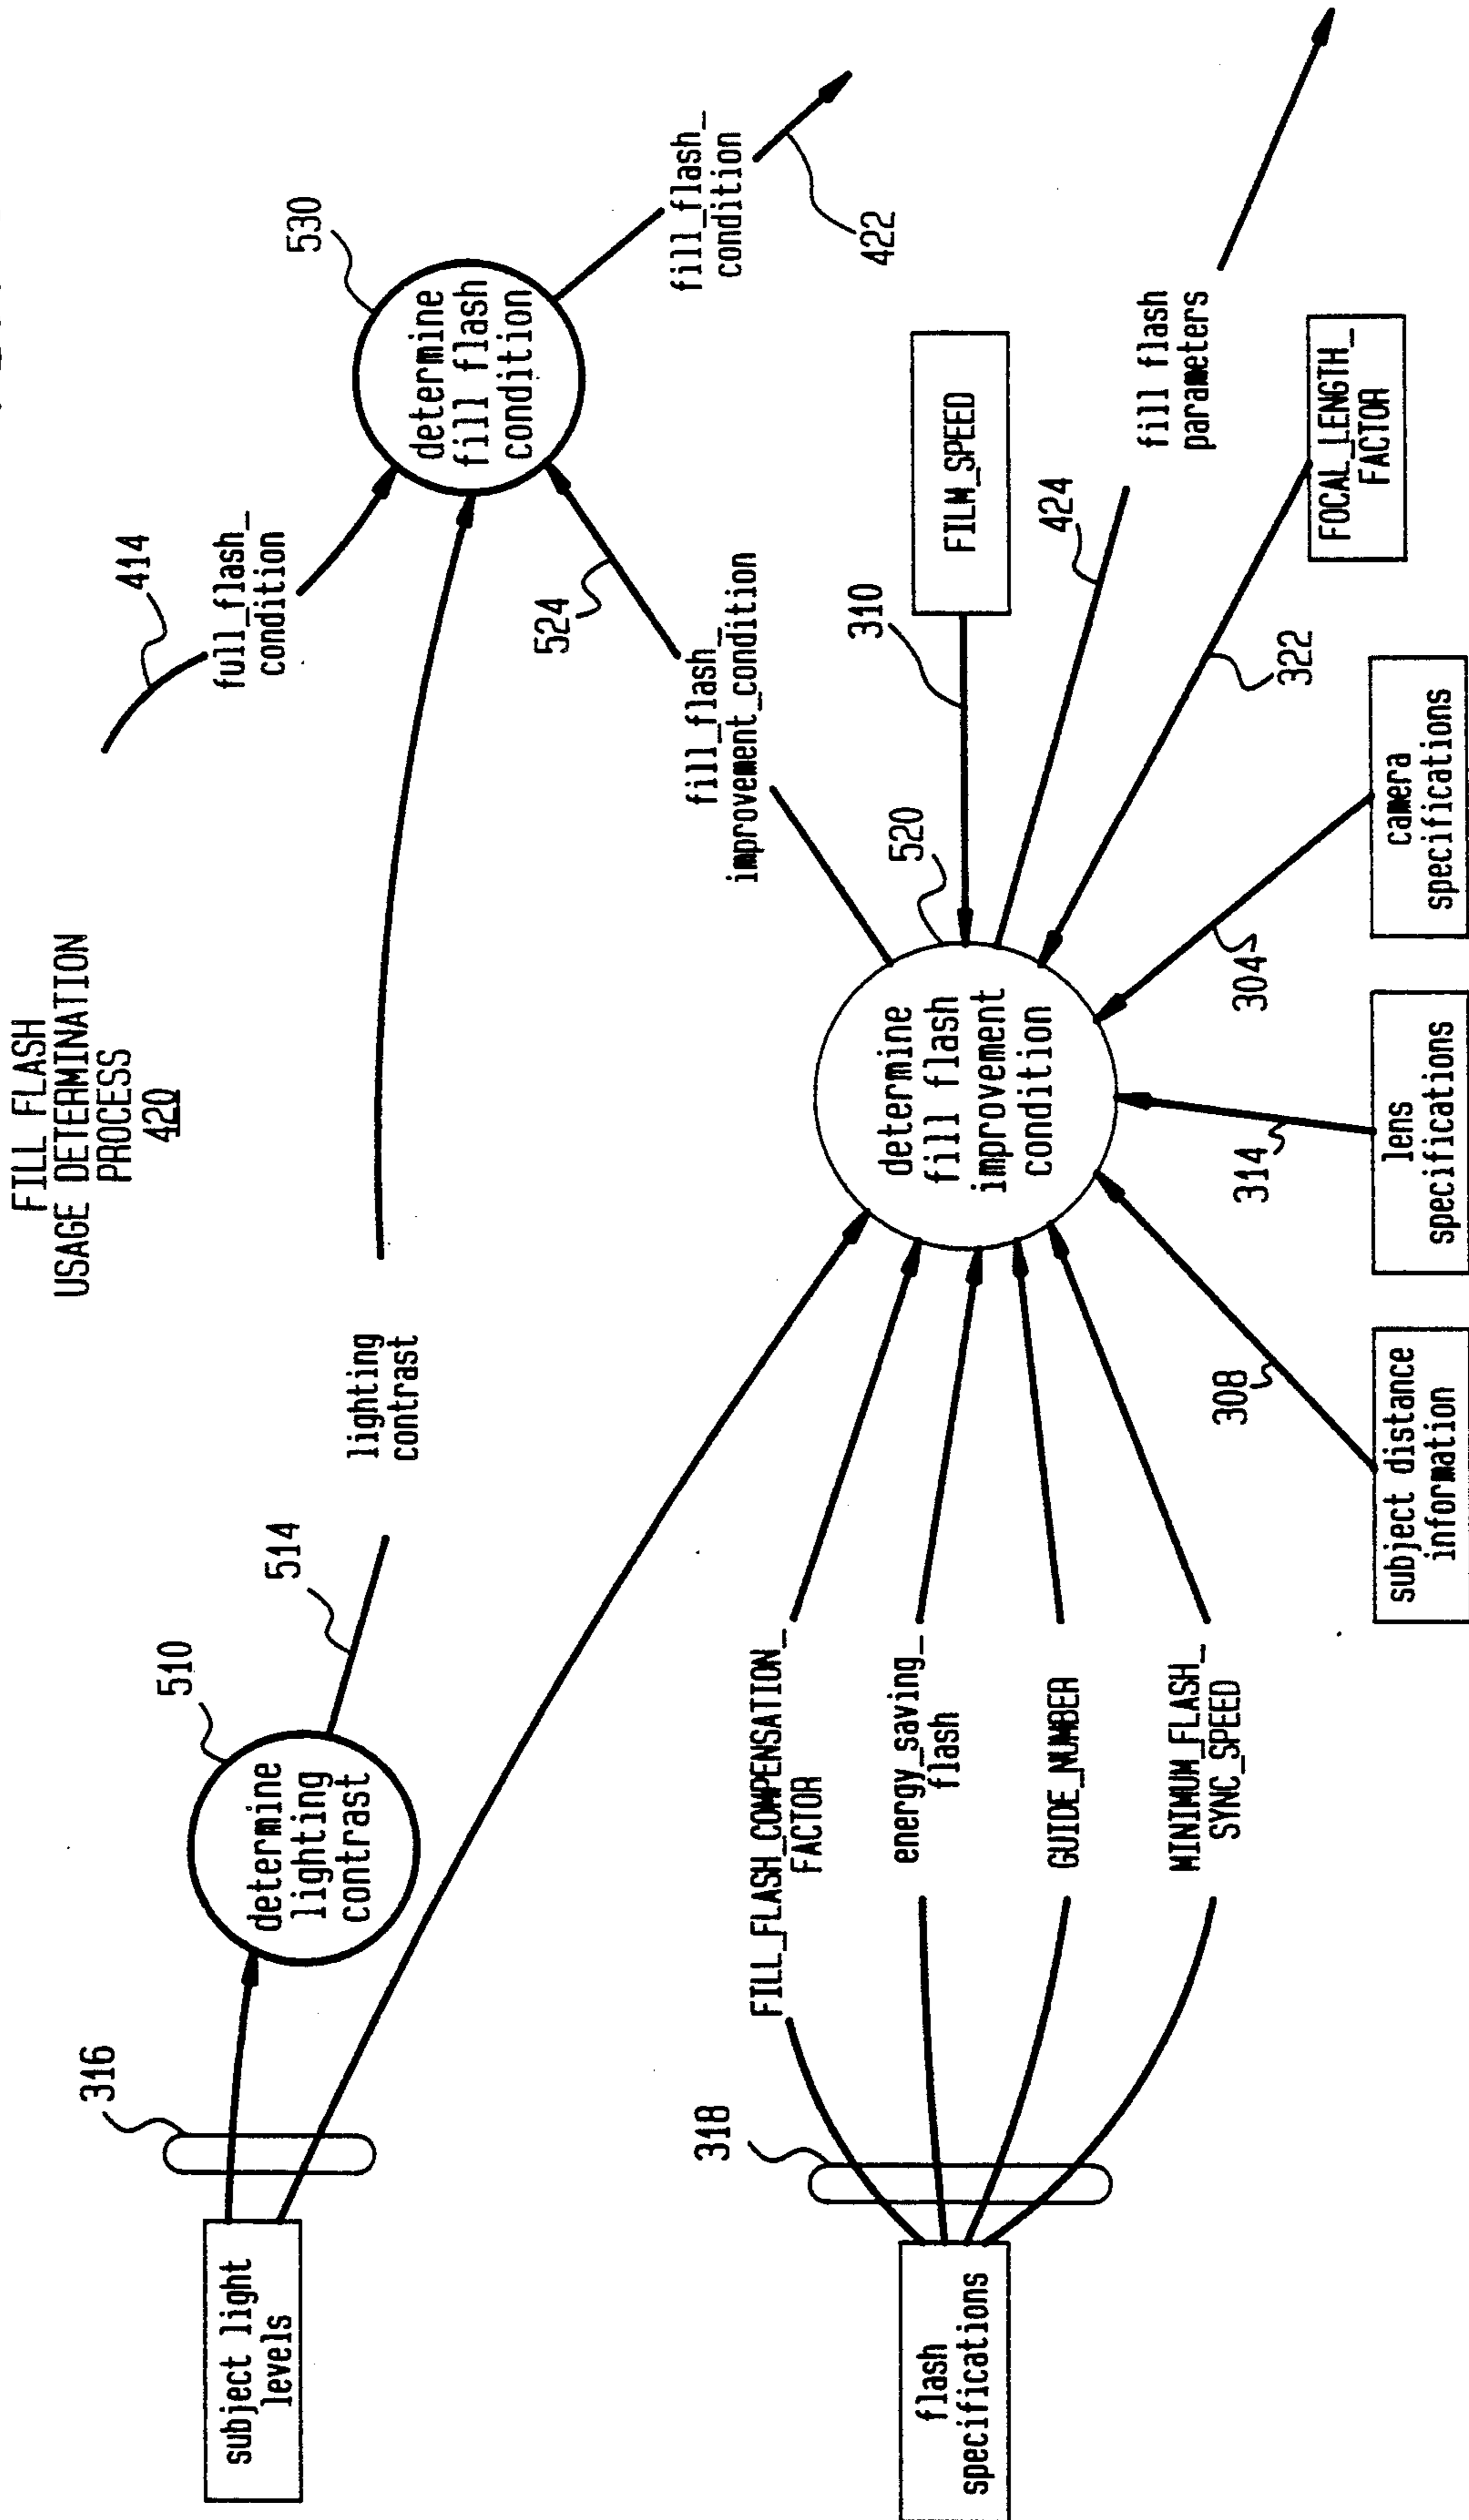 FILL FLASH
USAGE DETERMINATION
PROCESS
420
316
subject light
levels
510
determine
lighting
contrast
514
lighting
contrast
414
full_flash_
condition
530
determine
fill flash
condition
524
fill_flash_
improvement_condition
fill_flash_
condition
422
318
flash
specifications
FILL_FLASH_COMPENSATION_
FACTOR
energy_saving_
flash
GUIDE_NUMBER
MINIMUM_FLASH_
SYNC_SPEED
520
determine
fill flash
improvement
condition
310
FILM_SPEED
424
fill flash
parameters
322
FOCAL_LENGTH_
FACTOR
308
subject distance
information
314
lens
specifications
304
camera
specifications